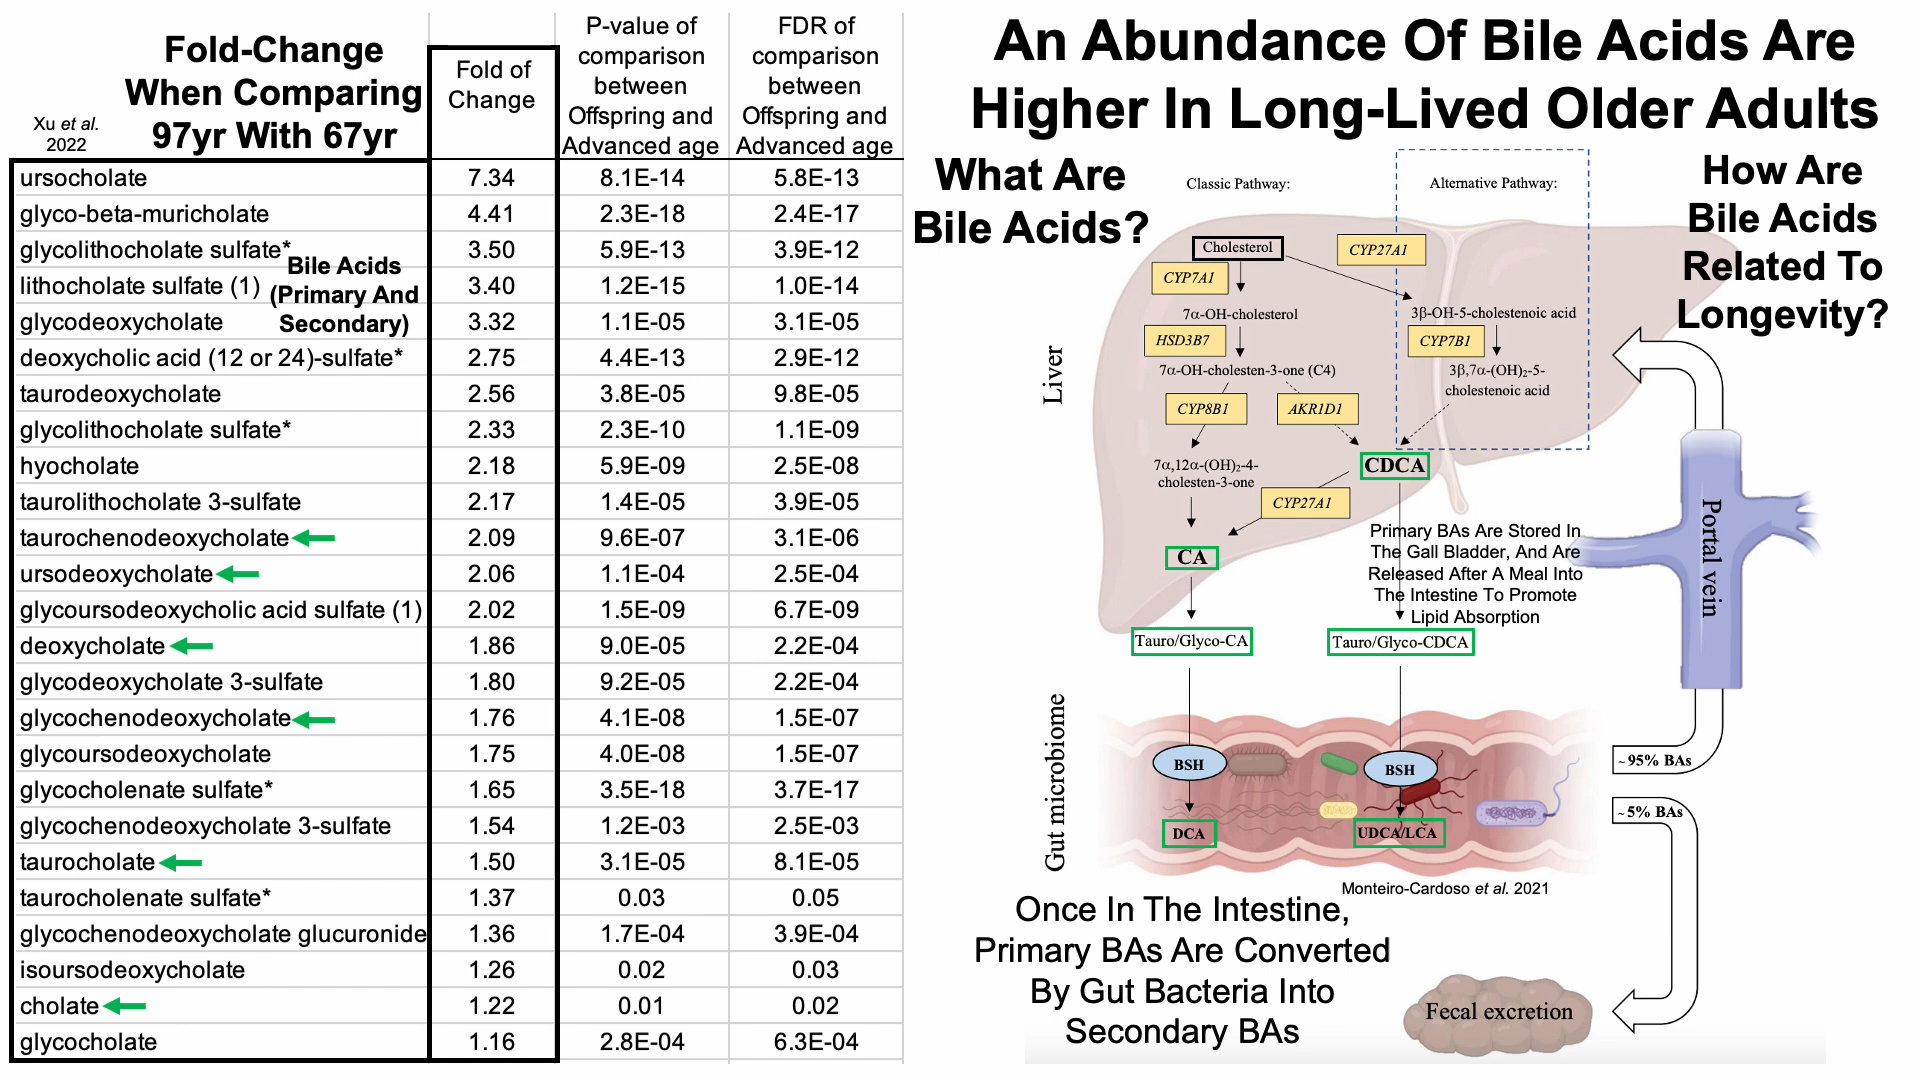 Fold-Change
When Comparing
97yr With 67yr
Xu et al.
2022
Fold of
Change
P-value of
comparison
between
Offspring and
Advanced age
FDR of
comparison
between
Offspring and
Advanced age
ursocholate 7.34 8.1E-14 5.8E-13
glyco-beta-muricholate 4.41 2.3E-18 2.4E-17
glycolithocholate sulfate* 3.50 5.9E-13 3.9E-12
lithocholate sulfate (1) 3.40 1.2E-15 1.0E-14
glycodeoxycholate 3.32 1.1E-05 3.1E-05
deoxycholic acid (12 or 24)-sulfate* 2.75 4.4E-13 2.9E-12
taurodeoxycholate 2.56 3.8E-05 9.8E-05
glycolithocholate sulfate* 2.33 2.3E-10 1.1E-09
hyocholate 2.18 5.9E-09 2.5E-08
taurolithocholate 3-sulfate 2.17 1.4E-05 3.9E-05
taurochenodeoxycholate 2.09 9.6E-07 3.1E-06
ursodeoxycholate 2.06 1.1E-04 2.5E-04
glycoursodeoxycholic acid sulfate (1) 2.02 1.5E-09 6.7E-09
deoxycholate 1.86 9.0E-05 2.2E-04
glycodeoxycholate 3-sulfate 1.80 9.2E-05 2.2E-04
glycochenodeoxycholate 1.76 4.1E-08 1.5E-07
glycoursodeoxycholate 1.75 4.0E-08 1.5E-07
glycocholenate sulfate* 1.65 3.5E-18 3.7E-17
glycochenodeoxycholate 3-sulfate 1.54 1.2E-03 2.5E-03
taurocholate 1.50 3.1E-05 8.1E-05
taurocholenate sulfate* 1.37 0.03 0.05
glycochenodeoxycholate glucuronide 1.36 1.7E-04 3.9E-04
isoursodeoxycholate 1.26 0.02 0.03
cholate 1.22 0.01 0.02
glycocholate 1.16 2.8E-04 6.3E-04
Bile Acids
(Primary And
Secondary)
An Abundance Of Bile Acids Are
Higher In Long-Lived Older Adults
What Are
Bile Acids?
How Are
Bile Acids
Related To
Longevity?
Classic Pathway:
Alternative Pathway:
Liver
Cholesterol
CYP27A1
CYP7A1
7α-OH-cholesterol
3β-OH-5-cholestenoic acid
HSD3B7
CYP7B1
7α-OH-cholesten-3-one (C4)
3β,7α-(OH)₂-5-
cholestenoic acid
CYP8B1
AKR1D1
7α,12α-(OH)₂-4-
cholesten-3-one
CDCA
CYP27A1
CA
Primary BAs Are Stored In
The Gall Bladder, And Are
Released After A Meal Into
The Intestine To Promote
Lipid Absorption
Tauro/Glyco-CA
Tauro/Glyco-CDCA
Portal vein
Gut microbiome
BSH
BSH
DCA
UDCA/LCA
~95% BAs
~5% BAs
Monteiro-Cardoso et al. 2021
Once In The Intestine,
Primary BAs Are Converted
By Gut Bacteria Into
Secondary BAs
Fecal excretion